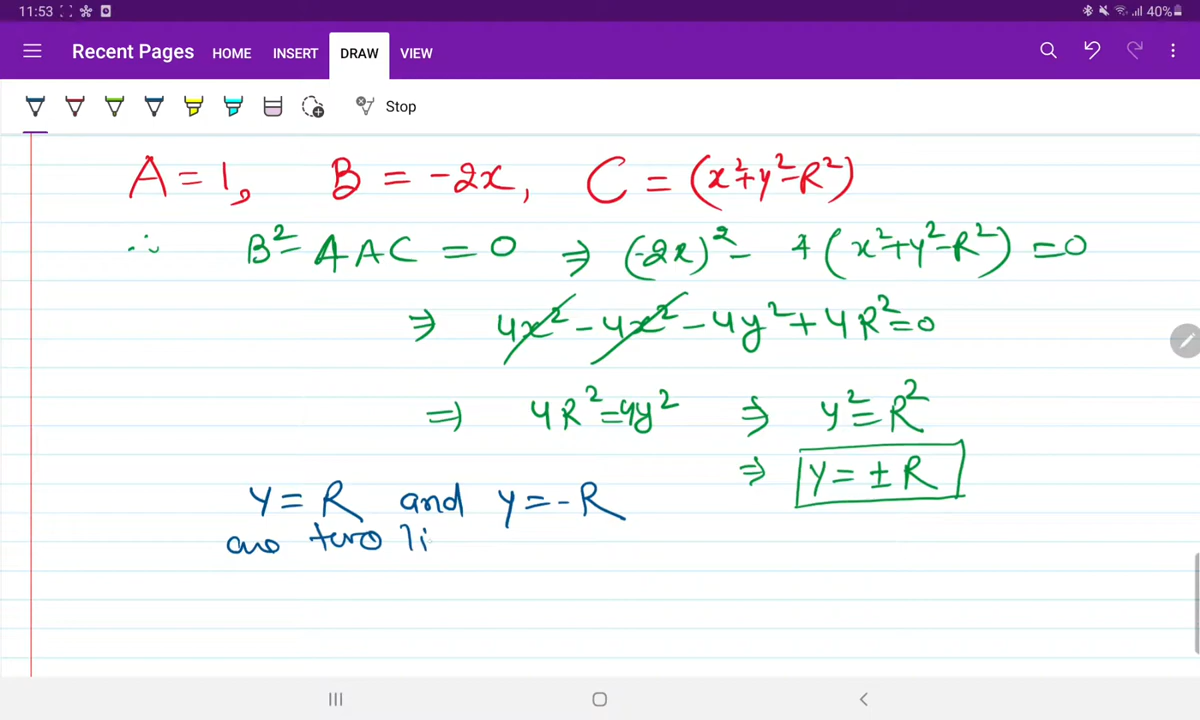 11:53 40%
Recent Pages HOME INSERT DRAW VIEW
Stop
A = 1, B = -2x, C = (x²+y²-R²)
∴ B²- 4AC = 0 ⇒ (-2x)² - 4(x²+y²-R²) = 0
⇒ 4x² - 4x² - 4y² + 4R² = 0
⇒ 4R² = 4y² ⇒ y² = R²
⇒ y = ± R
y = R and y = - R
are two li